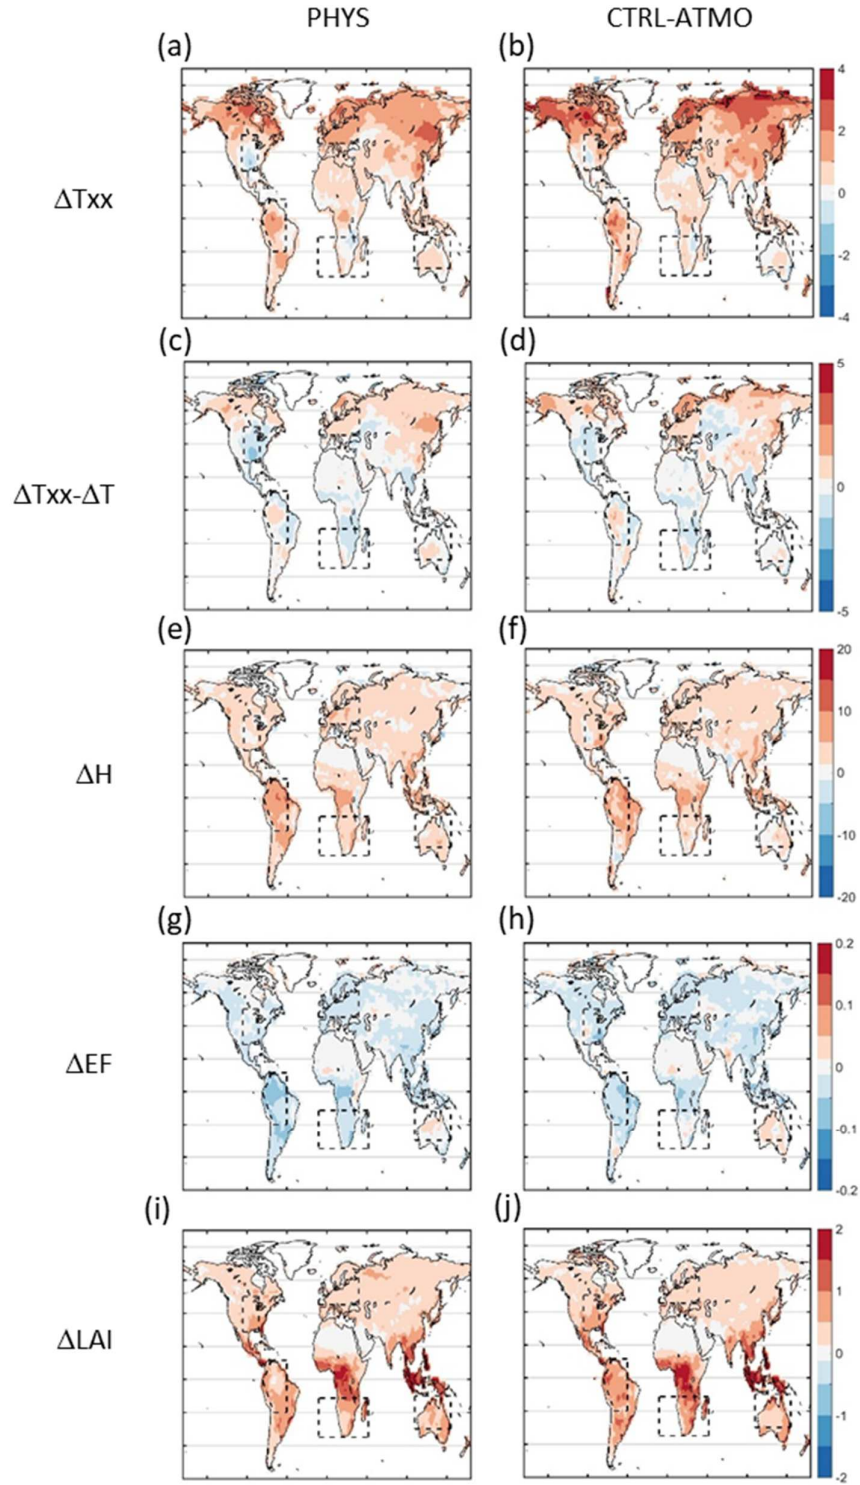 PHYS CTRL-ATMO
(a) (b)
ΔTxx
4
2
0
-2
-4
(c) (d)
ΔTxx-ΔT
5
0
-5
(e) (f)
ΔH
20
10
0
-10
-20
(g) (h)
ΔEF
0.2
0.1
0
-0.1
-0.2
(i) (j)
ΔLAI
2
1
0
-1
-2